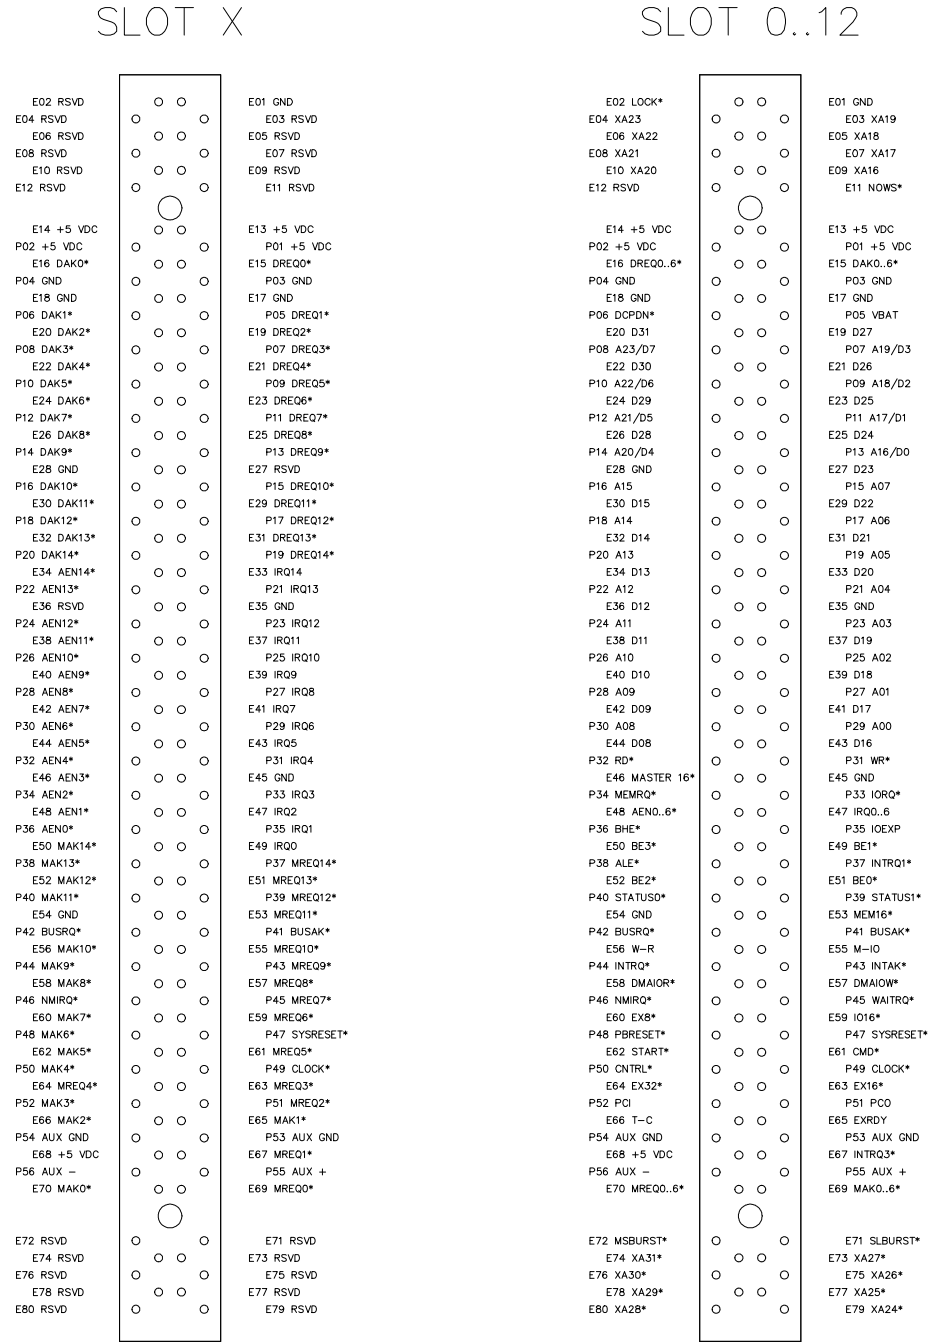 SLOT X
E02 RSVD
E04 RSVD
E06 RSVD
E08 RSVD
E10 RSVD
E12 RSVD
E14 +5 VDC
P02 +5 VDC
E16 DAK0*
P04 GND
E18 GND
P06 DAK1*
E20 DAK2*
P08 DAK3*
E22 DAK4*
P10 DAK5*
E24 DAK6*
P12 DAK7*
E26 DAK8*
P14 DAK9*
E28 GND
P16 DAK10*
E30 DAK11*
P18 DAK12*
E32 DAK13*
P20 DAK14*
E34 AEN14*
P22 AEN13*
E36 RSVD
P24 AEN12*
E38 AEN11*
P26 AEN10*
E40 AEN9*
P28 AEN8*
E42 AEN7*
P30 AEN6*
E44 AEN5*
P32 AEN4*
E46 AEN3*
P34 AEN2*
E48 AEN1*
P36 AEN0*
E50 MAK14*
P38 MAK13*
E52 MAK12*
P40 MAK11*
E54 GND
P42 BUSRQ*
E56 MAK10*
P44 MAK9*
E58 MAK8*
P46 NMIRQ*
E60 MAK7*
P48 MAK6*
E62 MAK5*
P50 MAK4*
E64 MREQ4*
P52 MAK3*
E66 MAK2*
P54 AUX GND
E68 +5 VDC
P56 AUX −
E70 MAK0*
E72 RSVD
E74 RSVD
E76 RSVD
E78 RSVD
E80 RSVD
E01 GND
E03 RSVD
E05 RSVD
E07 RSVD
E09 RSVD
E11 RSVD
E13 +5 VDC
P01 +5 VDC
E15 DREQ0*
P03 GND
E17 GND
P05 DREQ1*
E19 DREQ2*
P07 DREQ3*
E21 DREQ4*
P09 DREQ5*
E23 DREQ6*
P11 DREQ7*
E25 DREQ8*
P13 DREQ9*
E27 RSVD
P15 DREQ10*
E29 DREQ11*
P17 DREQ12*
E31 DREQ13*
P19 DREQ14*
E33 IRQ14
P21 IRQ13
E35 GND
P23 IRQ12
E37 IRQ11
P25 IRQ10
E39 IRQ9
P27 IRQ8
E41 IRQ7
P29 IRQ6
E43 IRQ5
P31 IRQ4
E45 GND
P33 IRQ3
E47 IRQ2
P35 IRQ1
E49 IRQ0
P37 MREQ14*
E51 MREQ13*
P39 MREQ12*
E53 MREQ11*
P41 BUSAK*
E55 MREQ10*
P43 MREQ9*
E57 MREQ8*
P45 MREQ7*
E59 MREQ6*
P47 SYSRESET*
E61 MREQ5*
P49 CLOCK*
E63 MREQ3*
P51 MREQ2*
E65 MAK1*
P53 AUX GND
E67 MREQ1*
P55 AUX +
E69 MREQ0*
E71 RSVD
E73 RSVD
E75 RSVD
E77 RSVD
E79 RSVD
SLOT 0..12
E02 LOCK*
E04 XA23
E06 XA22
E08 XA21
E10 XA20
E12 RSVD
E14 +5 VDC
P02 +5 VDC
E16 DREQ0..6*
P04 GND
E18 GND
P06 DCPDN*
E20 D31
P08 A23/D7
E22 D30
P10 A22/D6
E24 D29
P12 A21/D5
E26 D28
P14 A20/D4
E28 GND
P16 A15
E30 D15
P18 A14
E32 D14
P20 A13
E34 D13
P22 A12
E36 D12
P24 A11
E38 D11
P26 A10
E40 D10
P28 A09
E42 D09
P30 A08
E44 D08
P32 RD*
E46 MASTER 16*
P34 MEMRQ*
E48 AEN0..6*
P36 BHE*
E50 BE3*
P38 ALE*
E52 BE2*
P40 STATUS0*
E54 GND
P42 BUSRQ*
E56 W−R
P44 INTRQ*
E58 DMAIOR*
P46 NMIRQ*
E60 EX8*
P48 PBRESET*
E62 START*
P50 CNTRL*
E64 EX32*
P52 PCI
E66 T−C
P54 AUX GND
E68 +5 VDC
P56 AUX −
E70 MREQ0..6*
E72 MSBURST*
E74 XA31*
E76 XA30*
E78 XA29*
E80 XA28*
E01 GND
E03 XA19
E05 XA18
E07 XA17
E09 XA16
E11 NOWS*
E13 +5 VDC
P01 +5 VDC
E15 DAK0..6*
P03 GND
E17 GND
P05 VBAT
E19 D27
P07 A19/D3
E21 D26
P09 A18/D2
E23 D25
P11 A17/D1
E25 D24
P13 A16/D0
E27 D23
P15 A07
E29 D22
P17 A06
E31 D21
P19 A05
E33 D20
P21 A04
E35 GND
P23 A03
E37 D19
P25 A02
E39 D18
P27 A01
E41 D17
P29 A00
E43 D16
P31 WR*
E45 GND
P33 IORQ*
E47 IRQ0..6
P35 IOEXP
E49 BE1*
P37 INTRQ1*
E51 BE0*
P39 STATUS1*
E53 MEM16*
P41 BUSAK*
E55 M−IO
P43 INTAK*
E57 DMAIOW*
P45 WAITRQ*
E59 IO16*
P47 SYSRESET*
E61 CMD*
P49 CLOCK*
E63 EX16*
P51 PCO
E65 EXRDY
P53 AUX GND
E67 INTRQ3*
P55 AUX +
E69 MAK0..6*
E71 SLBURST*
E73 XA27*
E75 XA26*
E77 XA25*
E79 XA24*